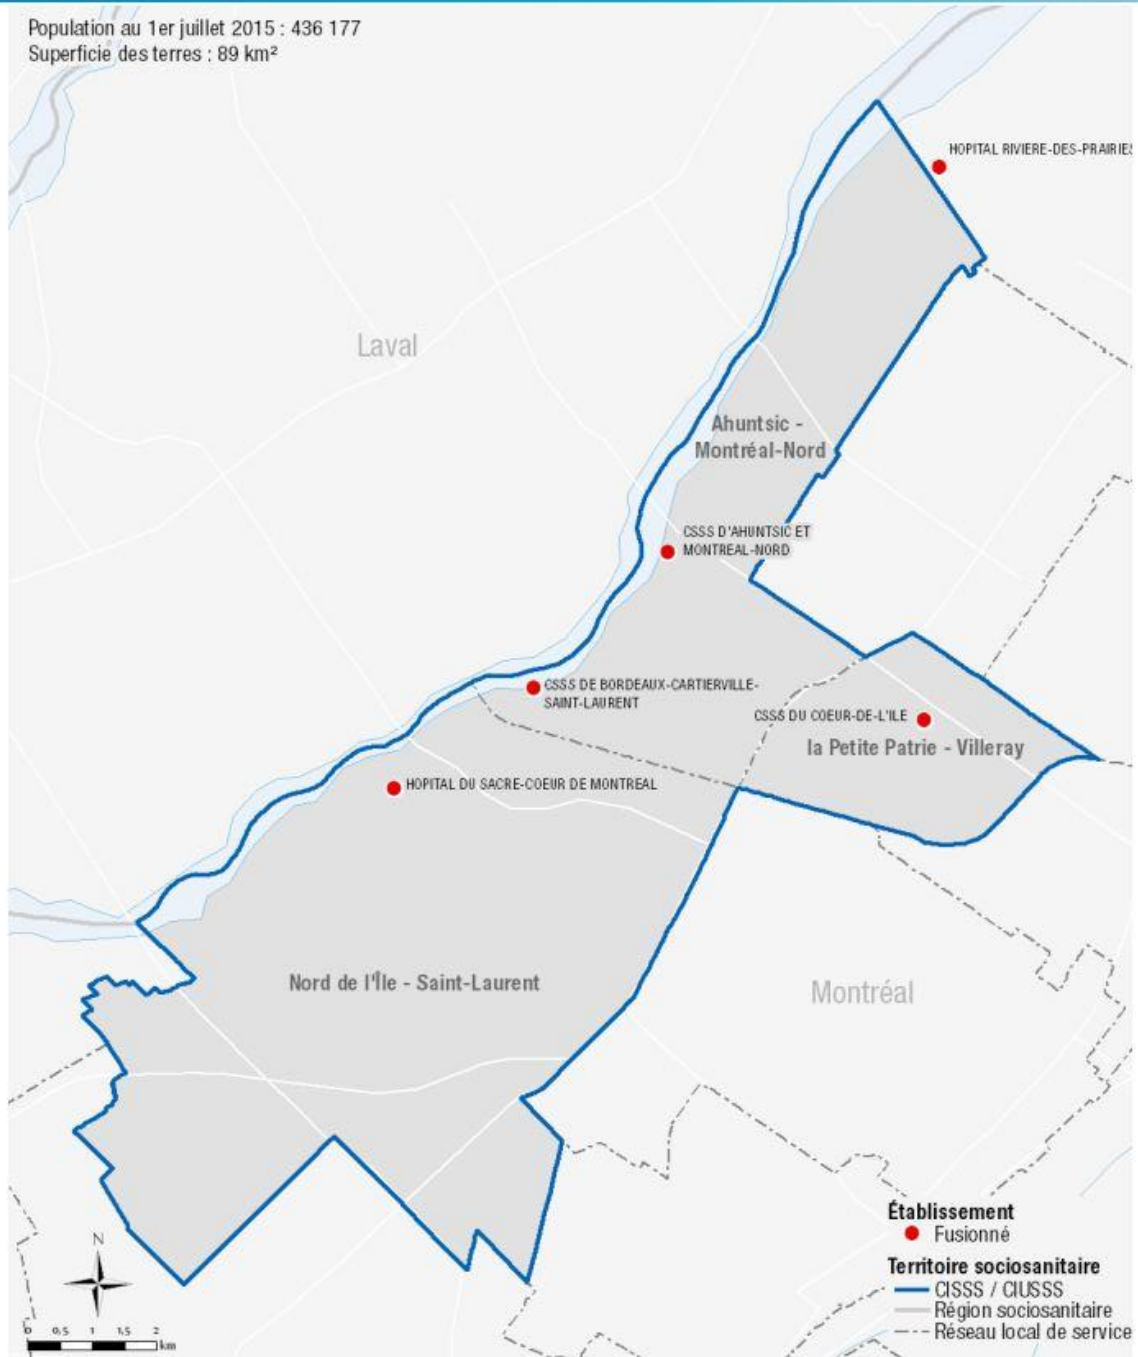 Population au 1er juillet 2015 : 436 177
Superficie des terres : 89 km²
HOPITAL RIVIERE-DES-PRAIRIES
Laval
Ahuntsic -
Montréal-Nord
CSSS D'AHUNTSIC ET
MONTREAL-NORD
CSSS DE BORDEAUX-CARTIERVILLE-
SAINT-LAURENT
CSSS DU COEUR-DE-L'ILE
la Petite Patrie - Villeray
HOPITAL DU SACRE-COEUR DE MONTREAL
Nord de l'Île - Saint-Laurent
Montréal
Établissement
Fusionné
Territoire sociosanitaire
CISSS / CIUSSS
Région sociosanitaire
Réseau local de service
N
0 0,5 1 1,5 2
km